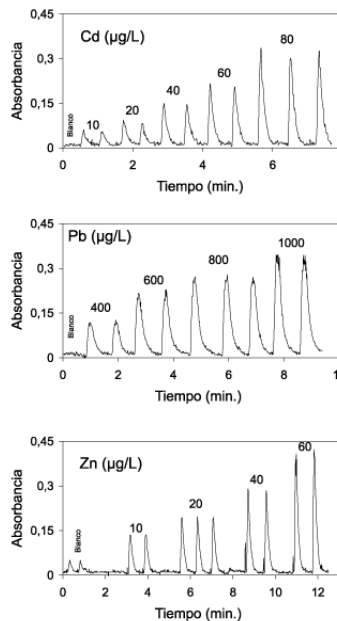 Cd (µg/L)
Absorbancia
0,45
0,3
0,15
0
Blanco
10
20
40
60
80
0 2 4 6
Tiempo (min.)
Pb (µg/L)
Absorbancia
0,45
0,3
0,15
0
Blanco
400
600
800
1000
0 2 4 6 8 1
Tiempo (min.)
Zn (µg/L)
Absorbancia
0,45
0,3
0,15
0
Blanco
10
20
40
60
0 2 4 6 8 10 12
Tiempo (min.)